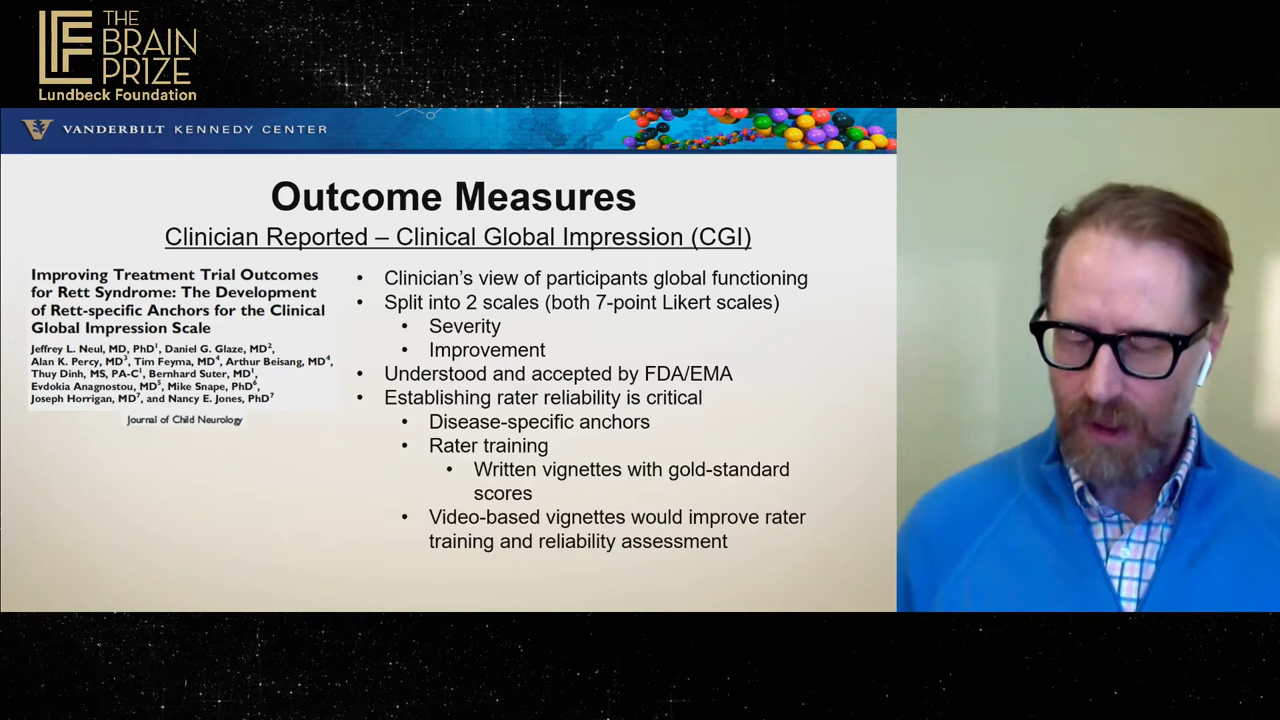 THE
BRAIN
PRIZE
Lundbeck Foundation
VANDERBILT KENNEDY CENTER
Outcome Measures
Clinician Reported – Clinical Global Impression (CGI)
Improving Treatment Trial Outcomes
for Rett Syndrome: The Development
of Rett-specific Anchors for the Clinical
Global Impression Scale
Jeffrey L. Neul, MD, PhD¹, Daniel G. Glaze, MD²,
Alan K. Percy, MD³, Tim Feyma, MD⁴, Arthur Beisang, MD⁴,
Thuy Dinh, MS, PA-C¹, Bernhard Suter, MD¹,
Evdokia Anagnostou, MD⁵, Mike Snape, PhD⁶,
Joseph Horrigan, MD⁷, and Nancy E. Jones, PhD⁷
Journal of Child Neurology
• Clinician's view of participants global functioning
• Split into 2 scales (both 7-point Likert scales)
• Severity
• Improvement
• Understood and accepted by FDA/EMA
• Establishing rater reliability is critical
• Disease-specific anchors
• Rater training
• Written vignettes with gold-standard
scores
• Video-based vignettes would improve rater
training and reliability assessment